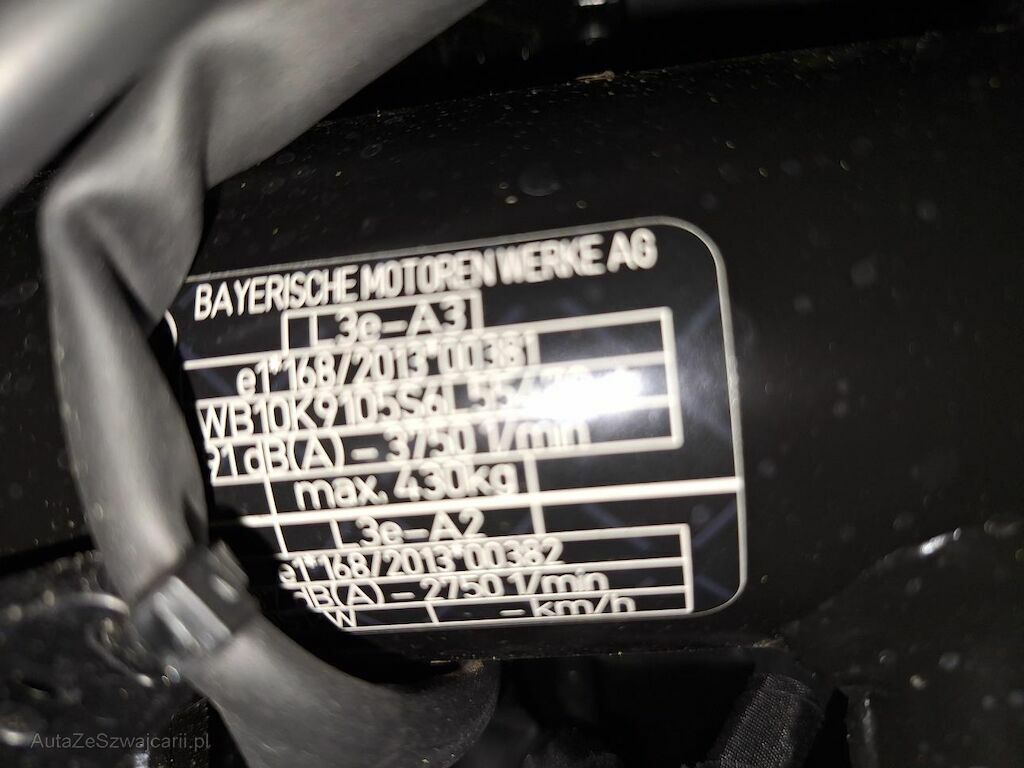 BAYERISCHE MOTOREN WERKE AG
L3e-A3
e1*168/2013*00381
91 dB(A) - 3750 1/min
max. 430kg
L3e-A2
e1*168/2013*00382
dB(A) - 2750 1/min
W - km/h
AutaZeSzwajcarii.pl